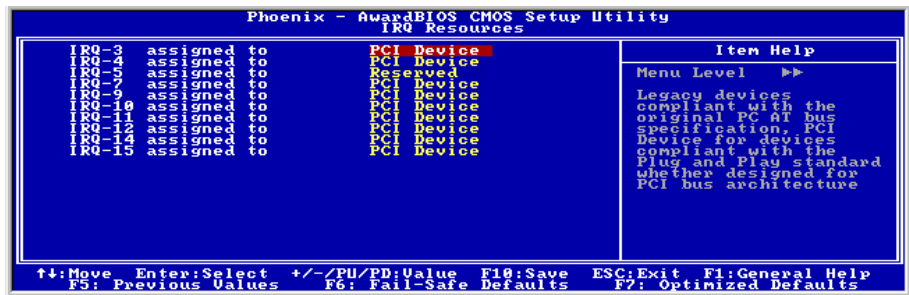 Phoenix - AwardBIOS CMOS Setup Utility
IRQ Resources
IRQ-3 assigned to PCI Device
IRQ-4 assigned to PCI Device
IRQ-5 assigned to Reserved
IRQ-7 assigned to PCI Device
IRQ-9 assigned to PCI Device
IRQ-10 assigned to PCI Device
IRQ-11 assigned to PCI Device
IRQ-12 assigned to PCI Device
IRQ-14 assigned to PCI Device
IRQ-15 assigned to PCI Device
Item Help
Menu Level ▶▶
Legacy devices
compliant with the
original PC AT bus
specification, PCI
Device for devices
compliant with the
Plug and Play standard
whether designed for
PCI bus architecture
↑↓:Move Enter:Select +/-/PU/PD:Value F10:Save ESC:Exit F1:General Help
F5: Previous Values F6: Fail-Safe Defaults F7: Optimized Defaults